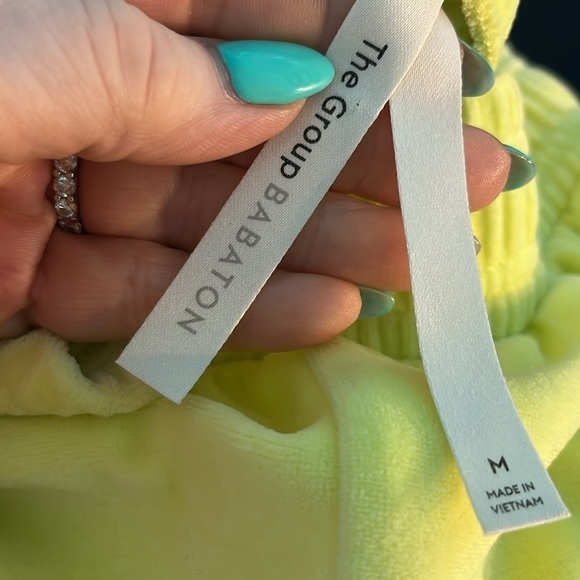 The Group BABATON
M
MADE IN
VIETNAM